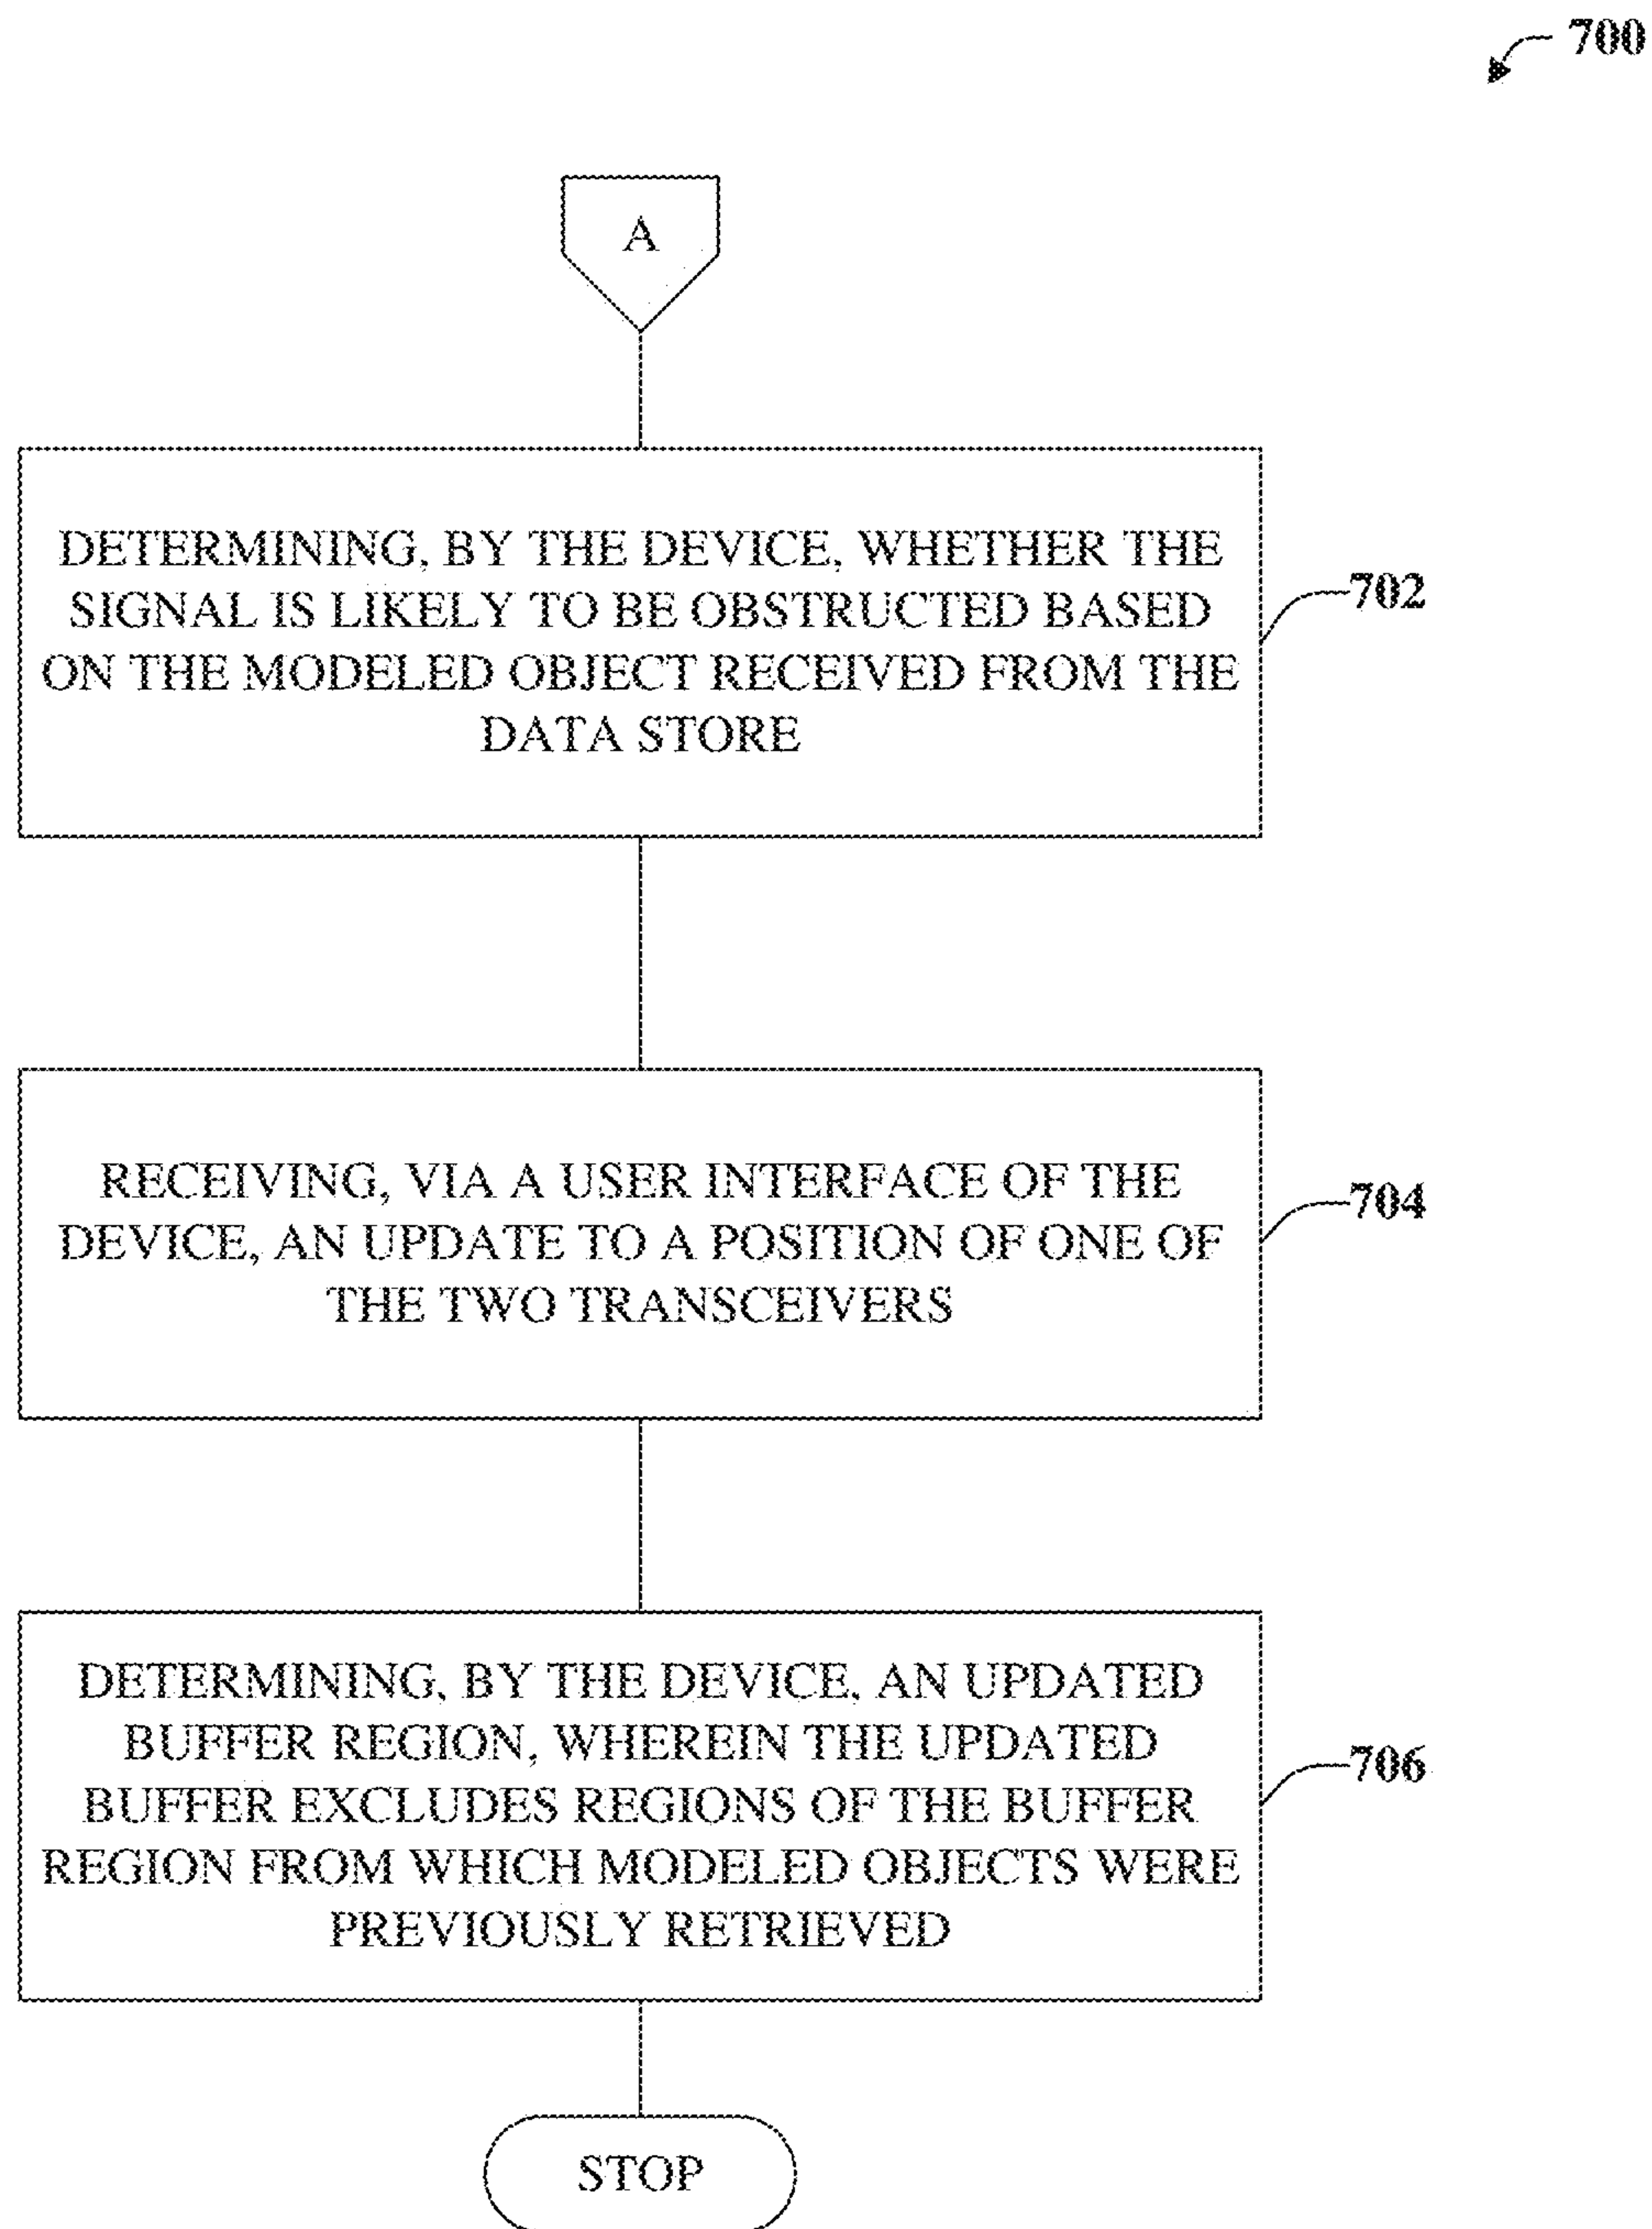 700
A
DETERMINING, BY THE DEVICE, WHETHER THE
SIGNAL IS LIKELY TO BE OBSTRUCTED BASED
ON THE MODELED OBJECT RECEIVED FROM THE
DATA STORE
702
RECEIVING, VIA A USER INTERFACE OF THE
DEVICE, AN UPDATE TO A POSITION OF ONE OF
THE TWO TRANSCEIVERS
704
DETERMINING, BY THE DEVICE, AN UPDATED
BUFFER REGION, WHEREIN THE UPDATED
BUFFER EXCLUDES REGIONS OF THE BUFFER
REGION FROM WHICH MODELED OBJECTS WERE
PREVIOUSLY RETRIEVED
706
STOP